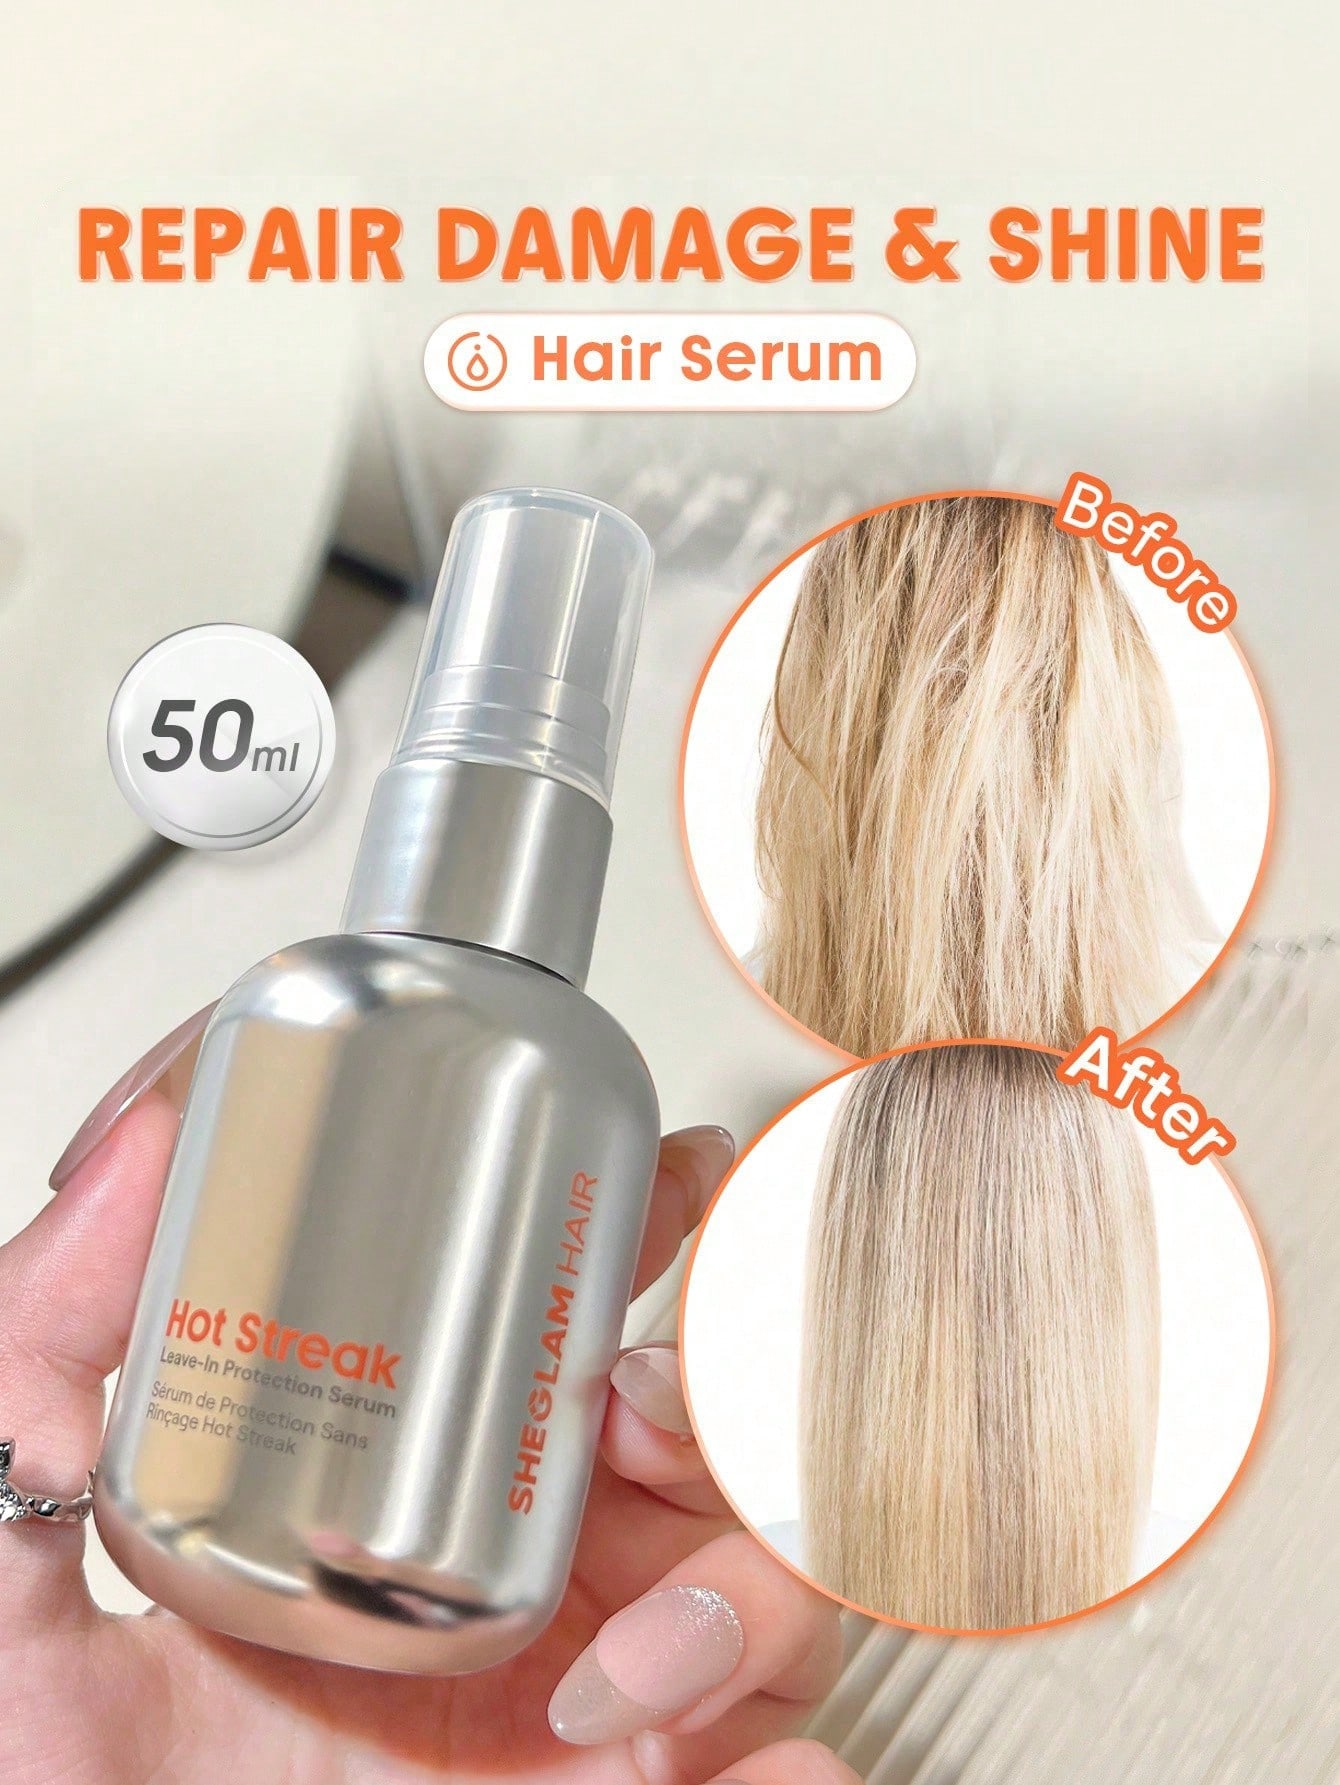 REPAIR DAMAGE & SHINE
Hair Serum
Before
50ml
After
SHEGLAM HAIR
Hot Streak
Leave-In Protection Serum
Sérum de Protection Sans
Rinçage Hot Streak